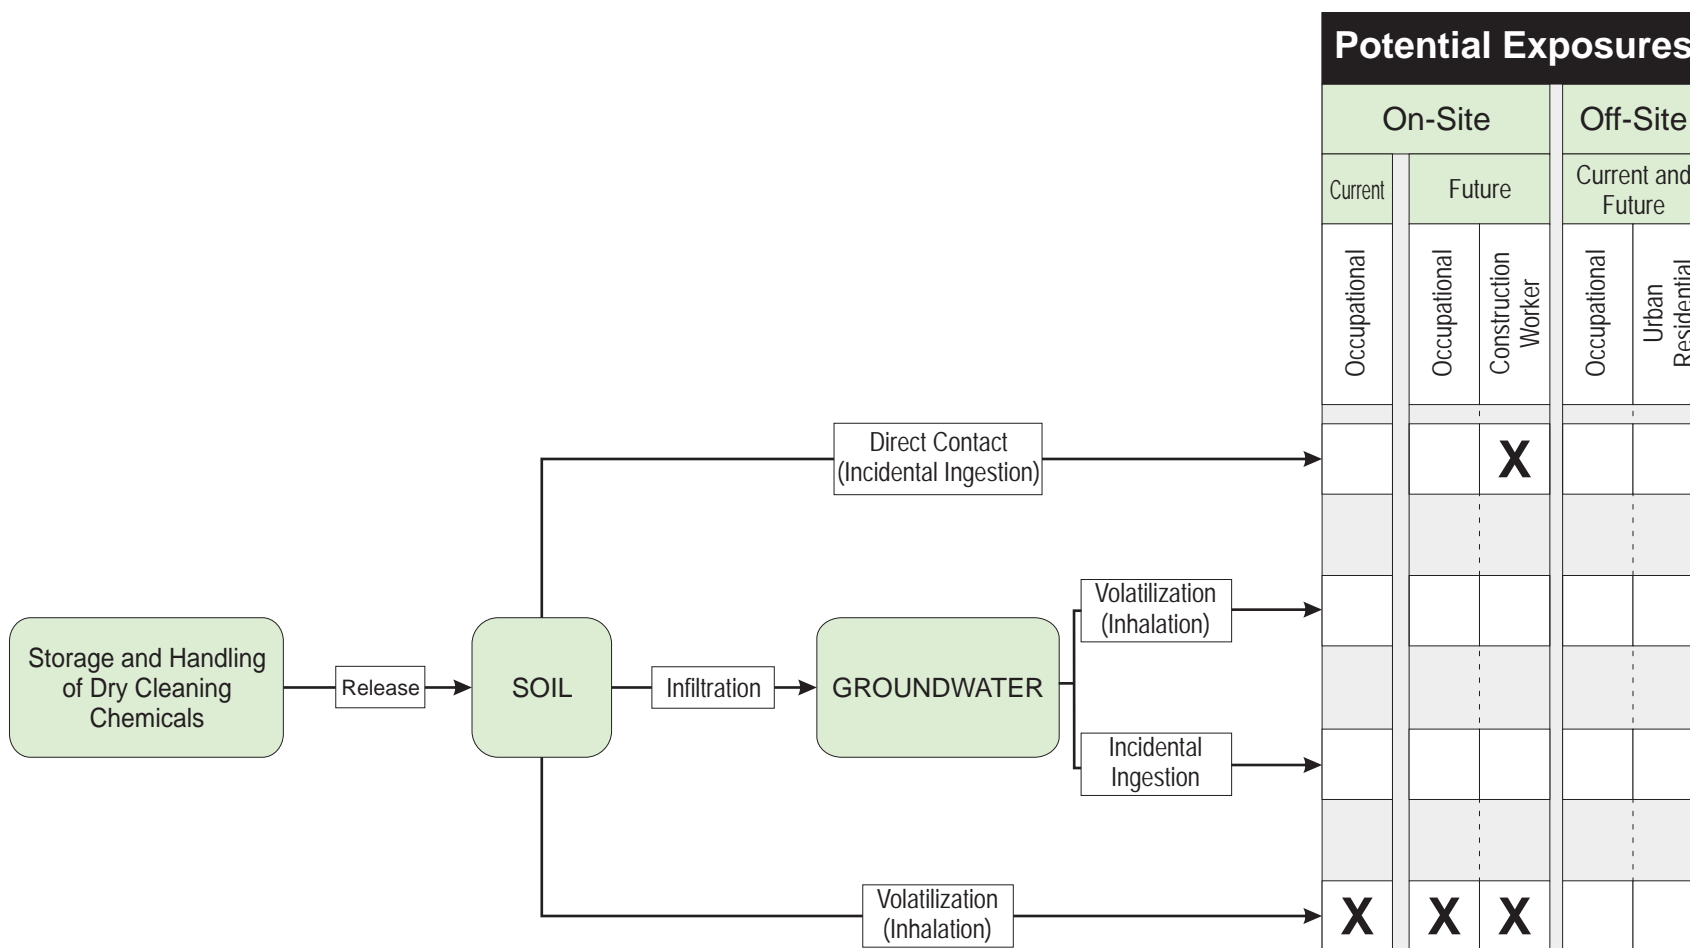 Potential Exposures
On-Site
Off-Site
Current
Future
Current and
Future
Occupational
Occupational
Construction
Worker
Occupational
Urban
Residential
Direct Contact
(Incidental Ingestion)
X
Volatilization
(Inhalation)
Storage and Handling
of Dry Cleaning
Chemicals
Release
SOIL
Infiltration
GROUNDWATER
Incidental
Ingestion
Volatilization
(Inhalation)
X X X